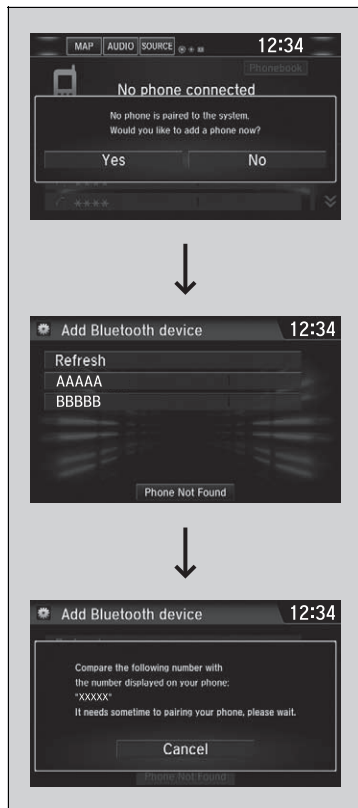 MAP AUDIO SOURCE 12:34
Phonebook
No phone connected
No phone is paired to the system.
Would you like to add a phone now?
Yes No
****
Add Bluetooth device 12:34
Refresh
AAAAA
BBBBB
Phone Not Found
Add Bluetooth device 12:34
Compare the following number with
the number displayed on your phone:
"XXXXX"
It needs sometime to pairing your phone, please wait.
Cancel
Phone Not Found